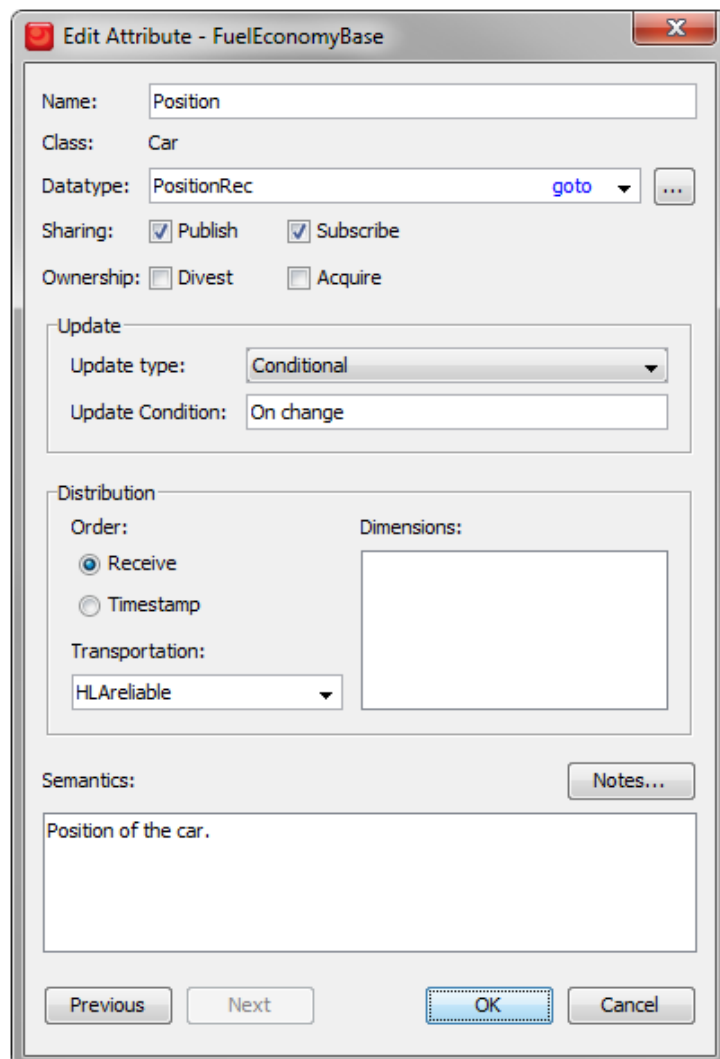 Edit Attribute - FuelEconomyBase
Name: Position
Class: Car
Datatype: PositionRec goto ...
Sharing: Publish Subscribe
Ownership: Divest Acquire
Update
Update type: Conditional
Update Condition: On change
Distribution
Order: Dimensions:
Receive
Timestamp
Transportation:
HLAreliable
Semantics: Notes...
Position of the car.
Previous Next OK Cancel